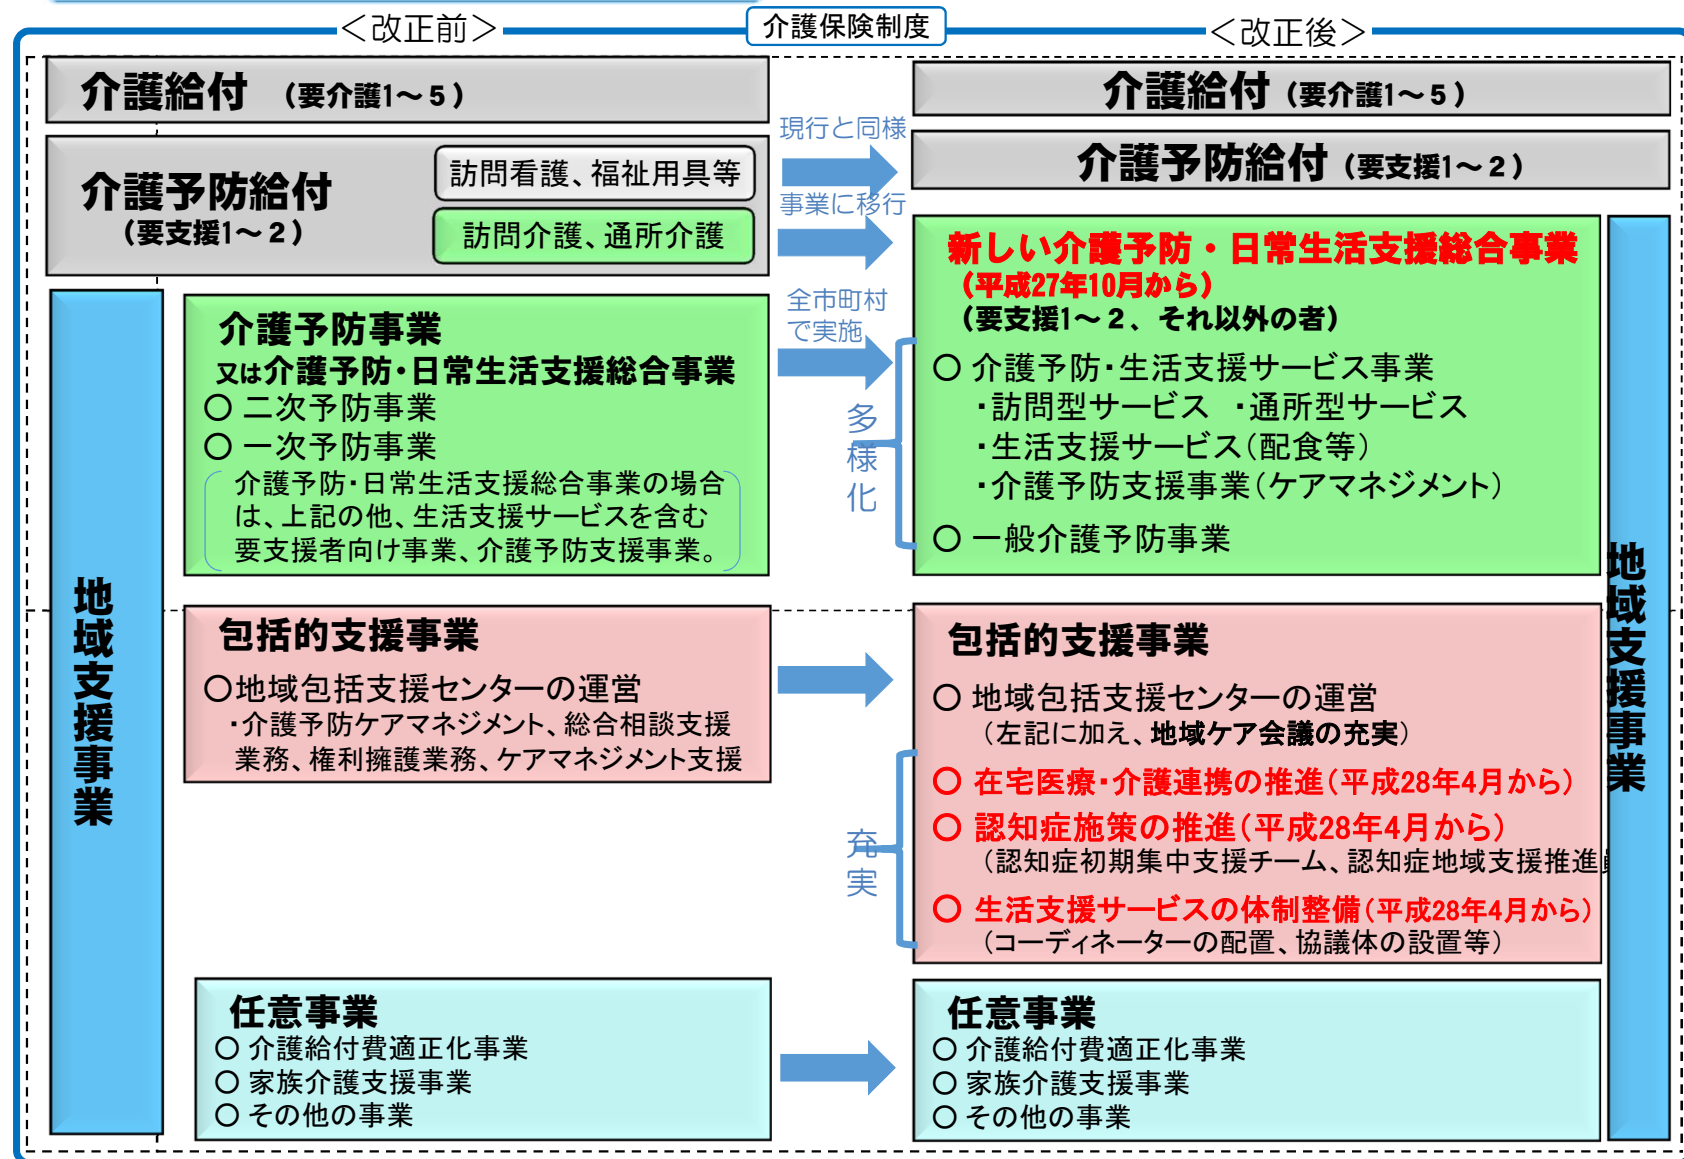 介護保険制度
＜改正前＞
介護給付 （要介護1～５）
介護予防給付
（要支援1～２）
訪問看護、福祉用具等
訪問介護、通所介護
地域支援事業
介護予防事業
又は介護予防・日常生活支援総合事業
○ 二次予防事業
○ 一次予防事業
介護予防・日常生活支援総合事業の場合
は、上記の他、生活支援サービスを含む
要支援者向け事業、介護予防支援事業。
包括的支援事業
○地域包括支援センターの運営
・介護予防ケアマネジメント、総合相談支援
業務、権利擁護業務、ケアマネジメント支援
任意事業
○ 介護給付費適正化事業
○ 家族介護支援事業
○ その他の事業
現行と同様
事業に移行
全市町村
で実施
多様化
充実
＜改正後＞
介護給付（要介護1～５）
介護予防給付（要支援1～２）
新しい介護予防・日常生活支援総合事業
（平成27年10月から）
（要支援1～２、それ以外の者）
○ 介護予防・生活支援サービス事業
・訪問型サービス ・通所型サービス
・生活支援サービス（配食等）
・介護予防支援事業（ケアマネジメント）
○ 一般介護予防事業
包括的支援事業
○ 地域包括支援センターの運営
（左記に加え、地域ケア会議の充実）
○ 在宅医療・介護連携の推進（平成28年4月から）
○ 認知症施策の推進（平成28年4月から）
（認知症初期集中支援チーム、認知症地域支援推進
○ 生活支援サービスの体制整備（平成28年4月から）
（コーディネーターの配置、協議体の設置等）
任意事業
○ 介護給付費適正化事業
○ 家族介護支援事業
○ その他の事業
地域支援事業